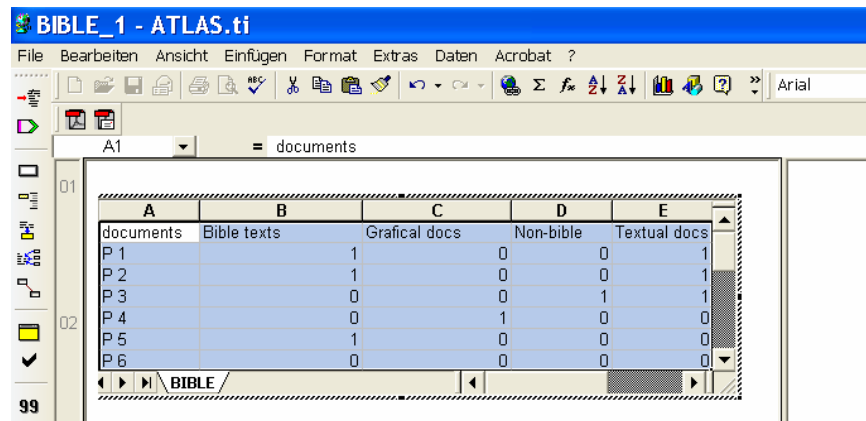 BIBLE_1 - ATLAS.ti
File Bearbeiten Ansicht Einfügen Format Extras Daten Acrobat ?
ABC Σ fx A Z Z A ? » Arial
A1 = documents
01
A B C D E
documents Bible texts Grafical docs Non-bible Textual docs
P 1 1 0 0 1
P 2 1 0 0 1
P 3 0 0 1 1
02 P 4 0 1 0 0
P 5 1 0 0 0
P 6 0 0 0 0
BIBLE
99